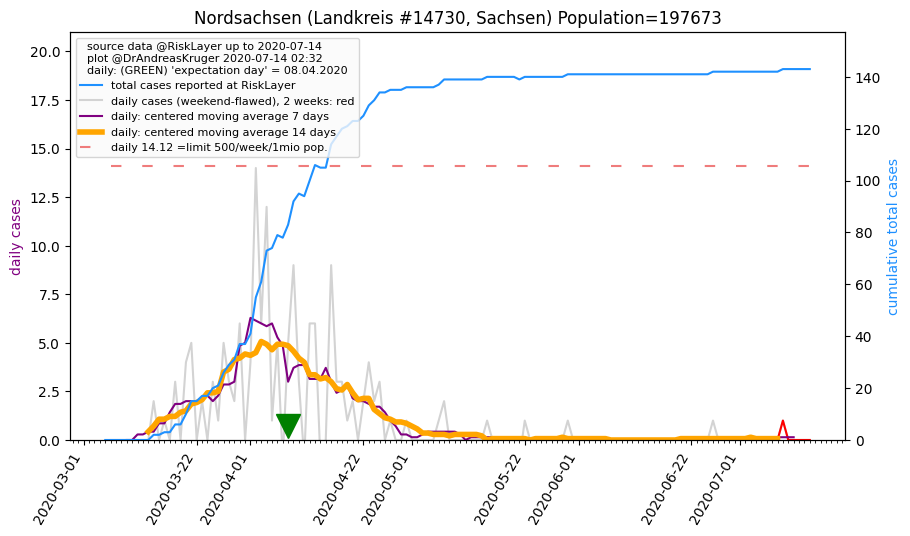 Nordsachsen (Landkreis #14730, Sachsen) Population=197673
source data @RiskLayer up to 2020-07-14
plot @DrAndreasKruger 2020-07-14 02:32
daily: (GREEN) 'expectation day' = 08.04.2020
total cases reported at RiskLayer
daily cases (weekend-flawed), 2 weeks: red
daily: centered moving average 7 days
daily: centered moving average 14 days
daily 14.12 =limit 500/week/1mio pop.
daily cases
20.0
17.5
15.0
12.5
10.0
7.5
5.0
2.5
0.0
cumulative total cases
140
120
100
80
60
40
20
0
2020-03-01
2020-03-22
2020-04-01
2020-04-22
2020-05-01
2020-05-22
2020-06-01
2020-06-22
2020-07-01